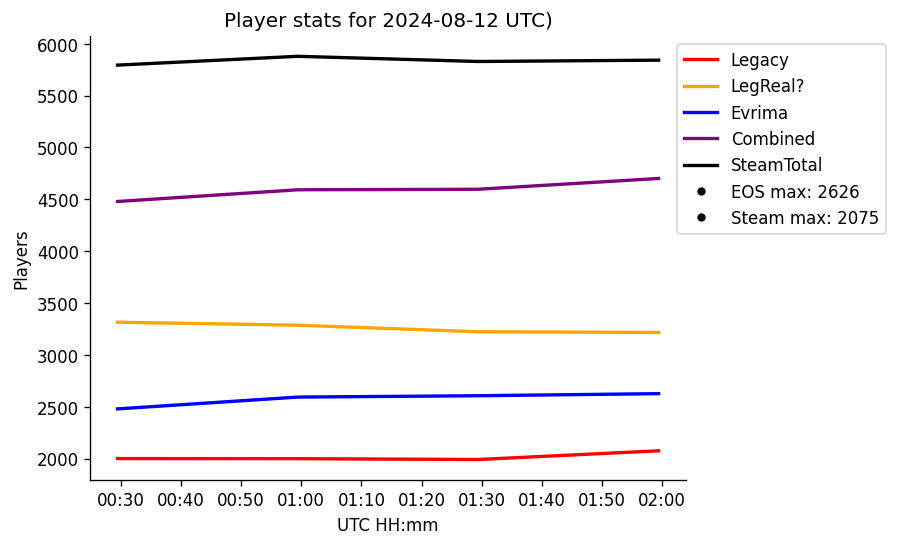 Player stats for 2024-08-12 UTC)
6000
5500
5000
4500
4000
3500
3000
2500
2000
Players
00:30 00:40 00:50 01:00 01:10 01:20 01:30 01:40 01:50 02:00
UTC HH:mm
Legacy
LegReal?
Evrima
Combined
SteamTotal
EOS max: 2626
Steam max: 2075